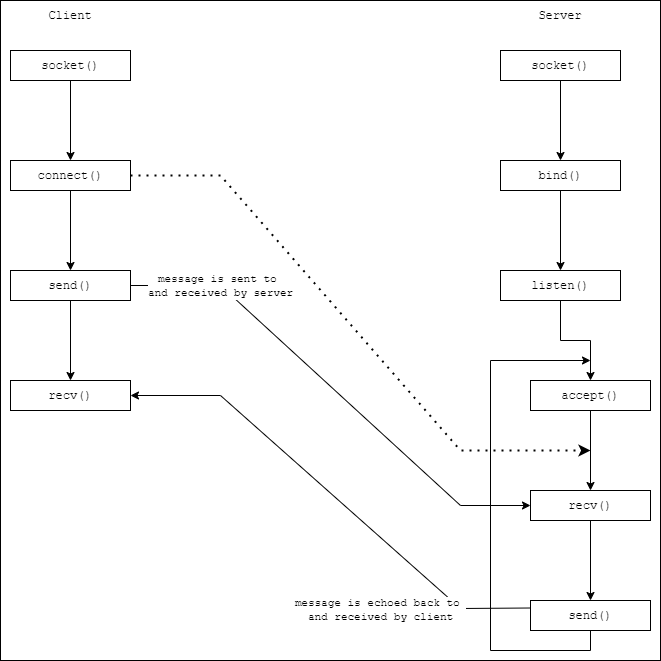 Client
Server
socket()
socket()
connect()
bind()
send()
message is sent to
and received by server
listen()
recv()
accept()
recv()
message is echoed back to
and received by client
send()